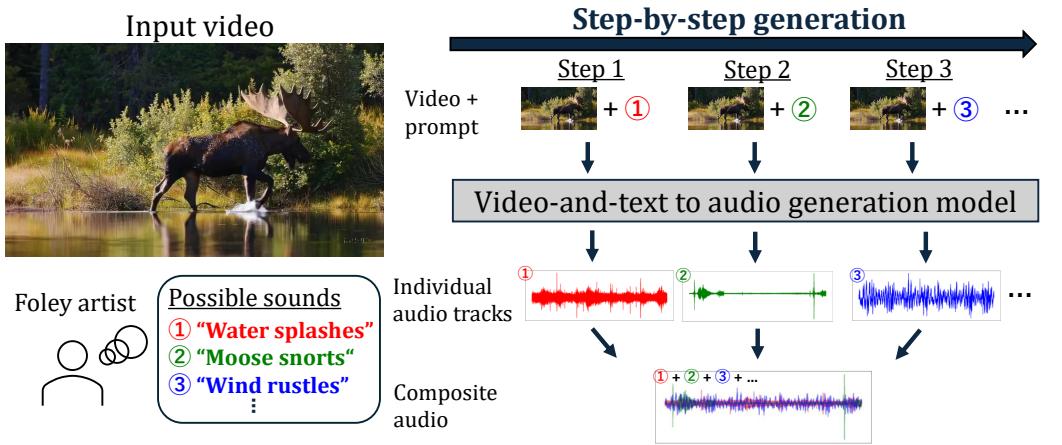 Input video
Step-by-step generation
Step 1
Step 2
Step 3
Video +
prompt
+ ①
+ ②
+ ③
...
Video-and-text to audio generation model
Foley artist
Possible sounds
① “Water splashes”
② “Moose snorts“
③ “Wind rustles”
⋮
Individual
audio tracks
①
②
③
...
Composite
audio
① + ② + ③ + ...